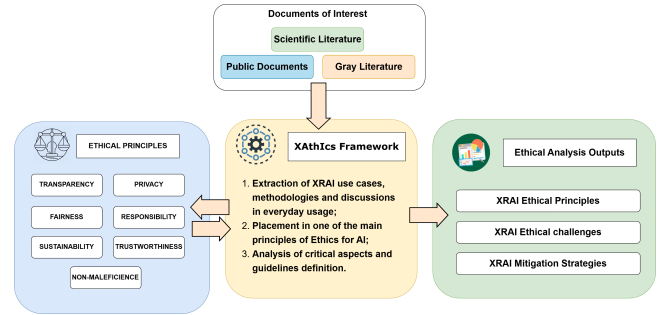 Documents of Interest
Scientific Literature
Public Documents
Gray Literature
ETHICAL PRINCIPLES
TRANSPARENCY
PRIVACY
FAIRNESS
RESPONSIBILITY
SUSTAINABILITY
TRUSTWORTHINESS
NON-MALEFICIENCE
XAthIcs Framework
1. Extraction of XRAI use cases,
methodologies and discussions
in everyday usage;
2. Placement in one of the main
principles of Ethics for AI;
3. Analysis of critical aspects and
guidelines definition.
Ethical Analysis Outputs
XRAI Ethical Principles
XRAI Ethical challenges
XRAI Mitigation Strategies